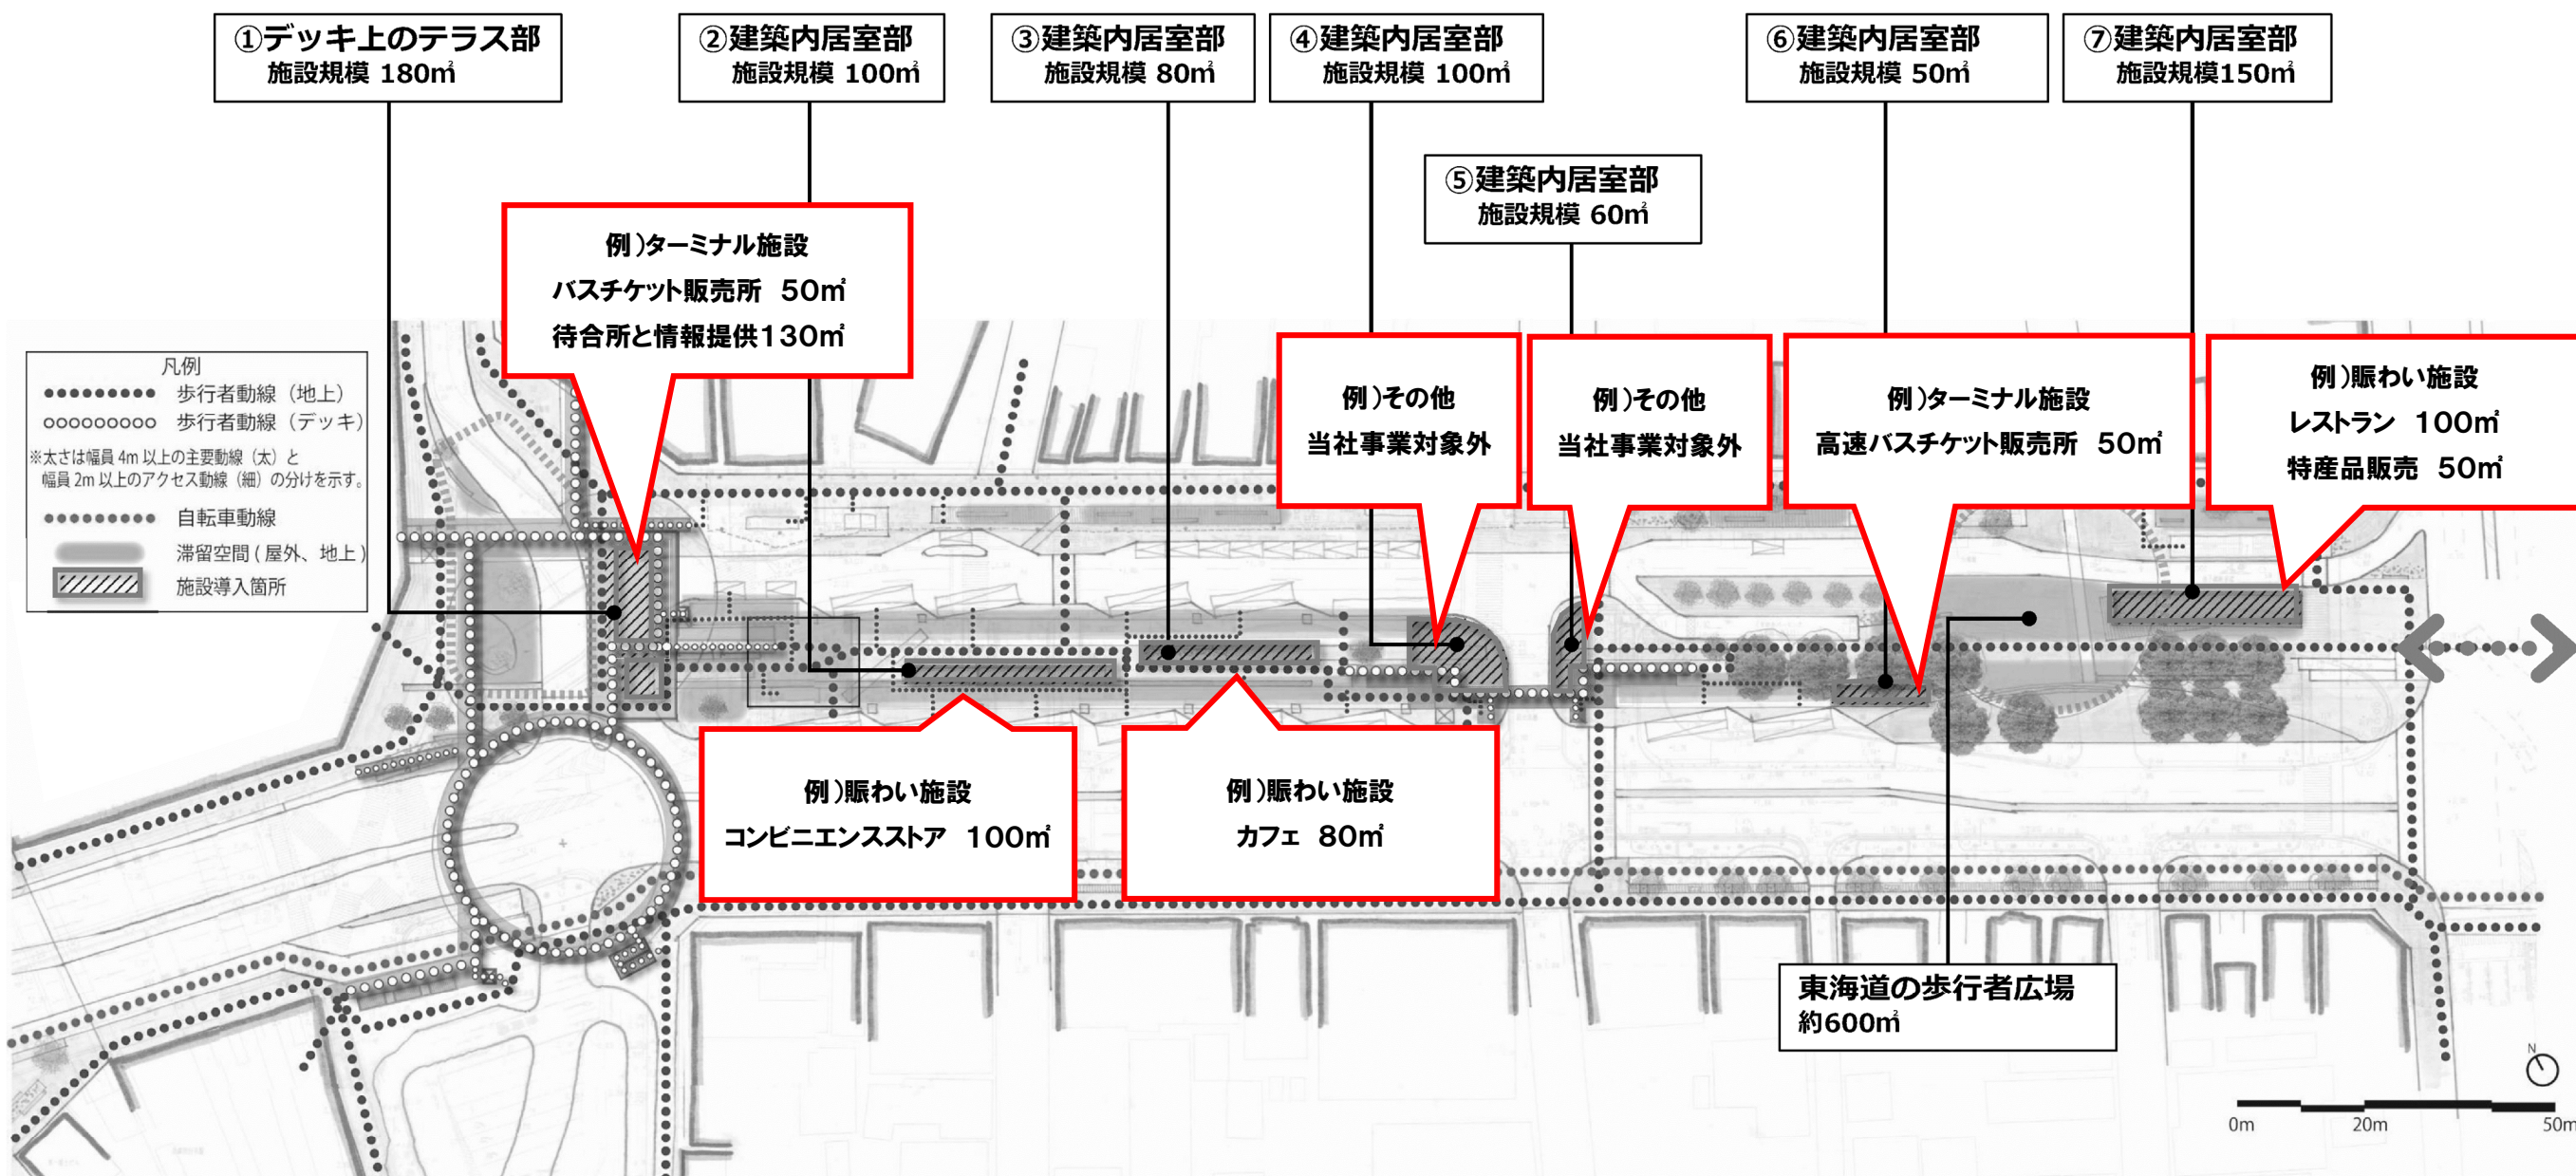 ①デッキ上のテラス部
施設規模 180㎡
②建築内居室部
施設規模 100㎡
③建築内居室部
施設規模 80㎡
④建築内居室部
施設規模 100㎡
⑥建築内居室部
施設規模 50㎡
⑦建築内居室部
施設規模150㎡
⑤建築内居室部
施設規模 60㎡
例)ターミナル施設
バスチケット販売所 50㎡
待合所と情報提供130㎡
例)その他
当社事業対象外
例)その他
当社事業対象外
例)ターミナル施設
高速バスチケット販売所 50㎡
例)賑わい施設
レストラン 100㎡
特産品販売 50㎡
凡例
歩行者動線（地上）
歩行者動線（デッキ）
※太さは幅員 4m 以上の主要動線（太）と
幅員 2m 以上のアクセス動線（細）の分けを示す。
自転車動線
滞留空間 ( 屋外、地上 )
施設導入箇所
例)賑わい施設
コンビニエンスストア 100㎡
例)賑わい施設
カフェ 80㎡
東海道の歩行者広場
約600㎡
N
0m 20m 50m